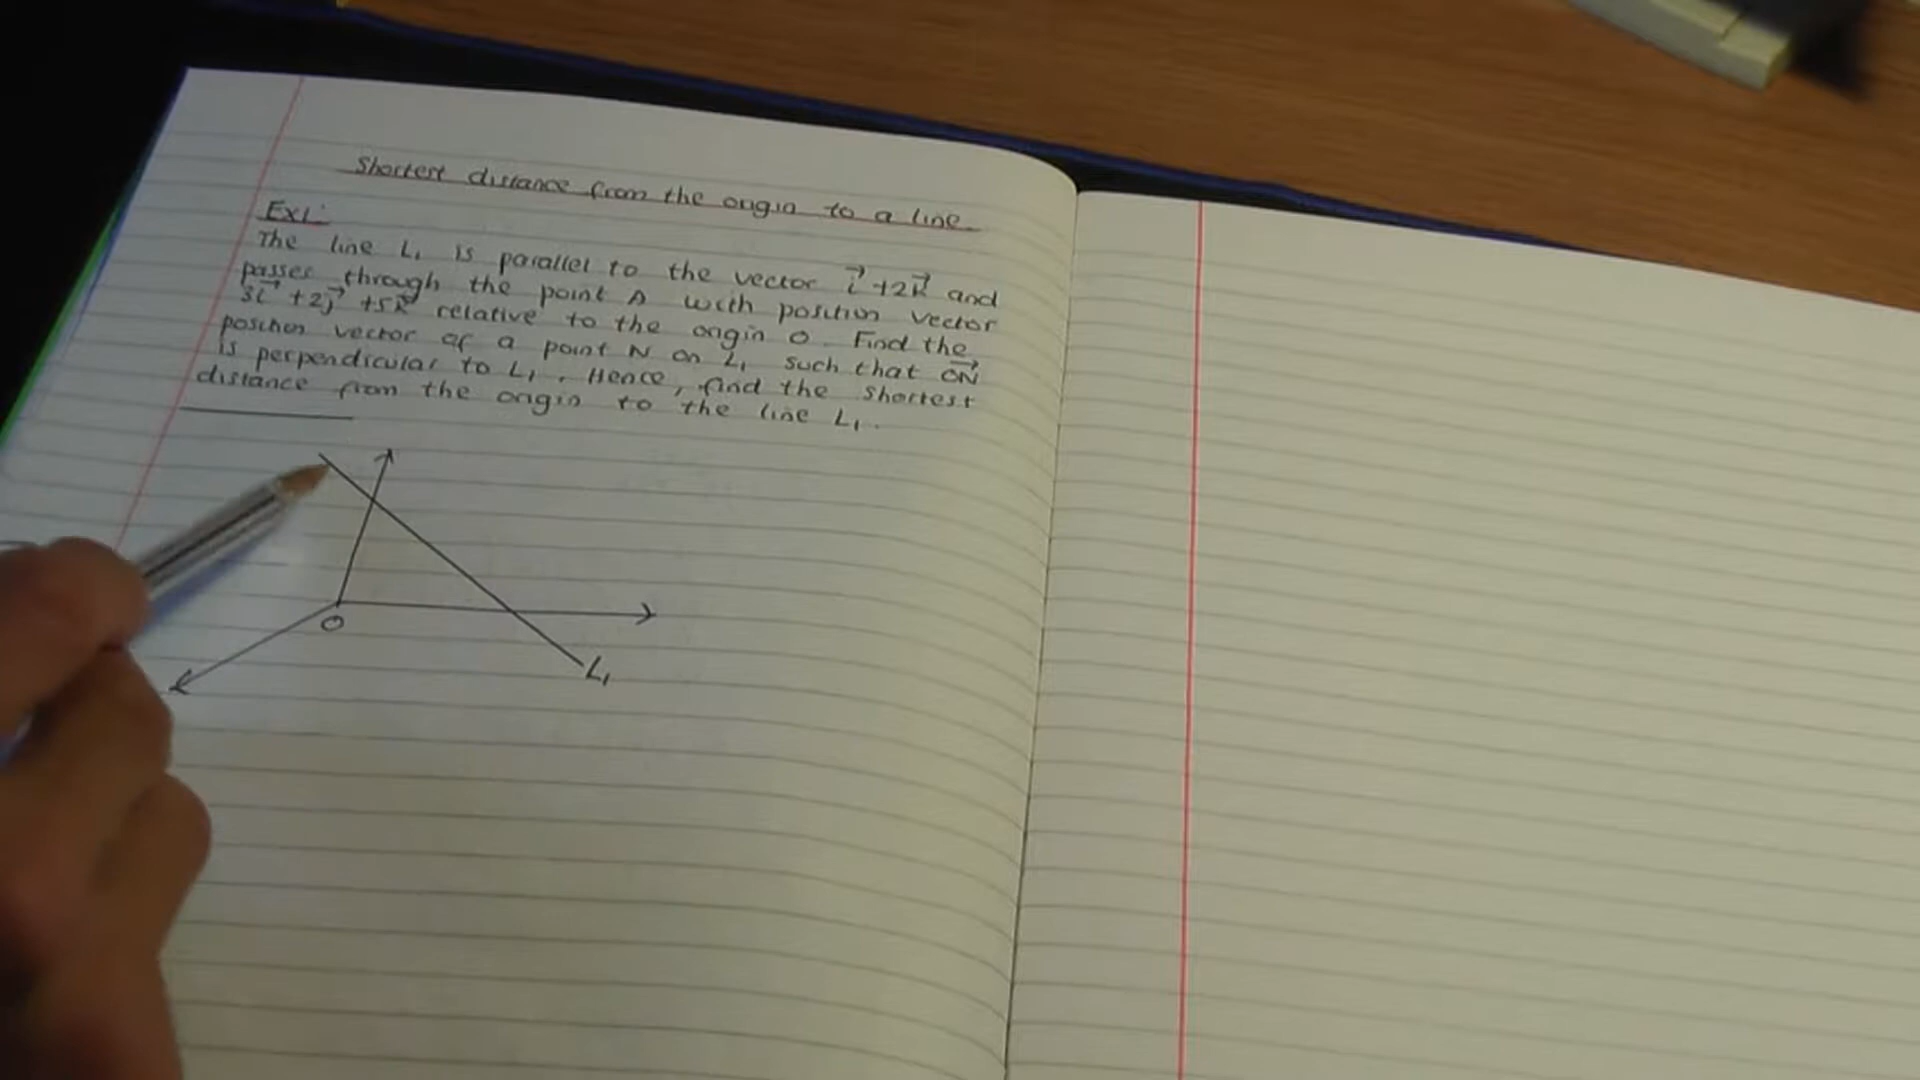 Shortest distance from the origin to a line.
Ex1:
The line L₁ is parallel to the vector i⃗ + 2k⃗ and
passes through the point A with position vector
3i⃗ + 2j⃗ + 5k⃗ relative to the origin O. Find the
position vector of a point N on L₁ such that ON⃗
is perpendicular to L₁. Hence, find the shortest
distance from the origin to the line L₁.
O
L₁